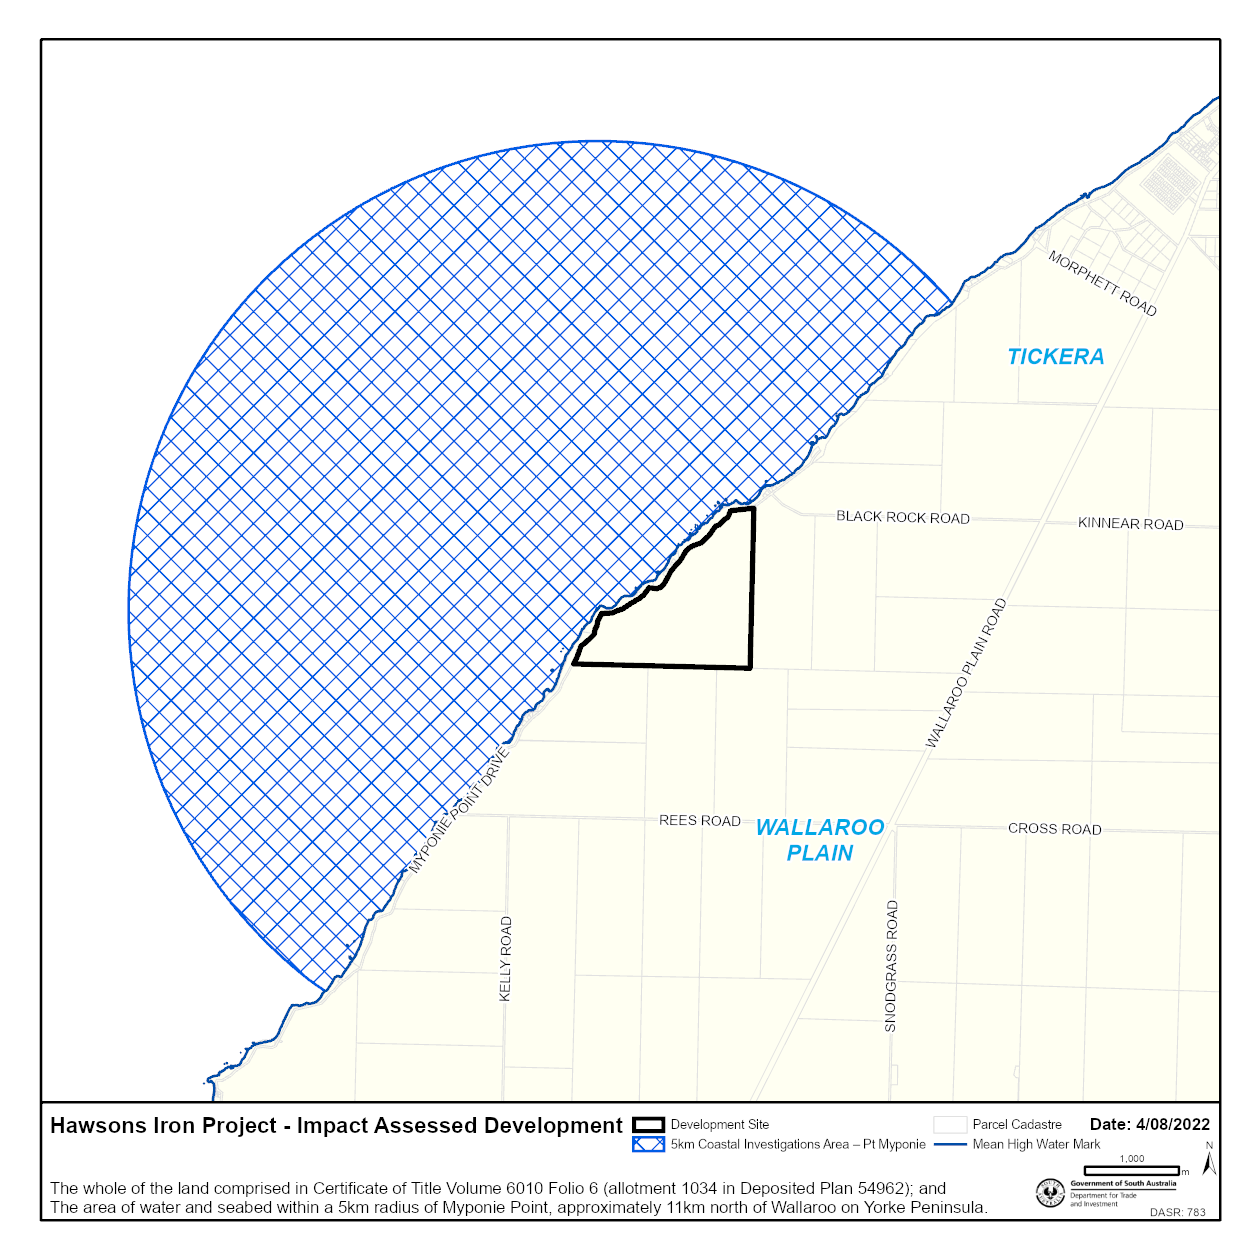 MORPHETT ROAD
TICKERA
BLACK ROCK ROAD
KINNEAR ROAD
WALLAROO PLAIN ROAD
MYPONIE POINT DRIVE
REES ROAD
WALLAROO
PLAIN
CROSS ROAD
KELLY ROAD
SNODGRASS ROAD
Hawsons Iron Project - Impact Assessed Development
Development Site
5km Coastal Investigations Area – Pt Myponie
Parcel Cadastre
Mean High Water Mark
Date: 4/08/2022
N
1,000
m
The whole of the land comprised in Certificate of Title Volume 6010 Folio 6 (allotment 1034 in Deposited Plan 54962); and
The area of water and seabed within a 5km radius of Myponie Point, approximately 11km north of Wallaroo on Yorke Peninsula.
Government of South Australia
Department for Trade
and Investment
DASR: 783